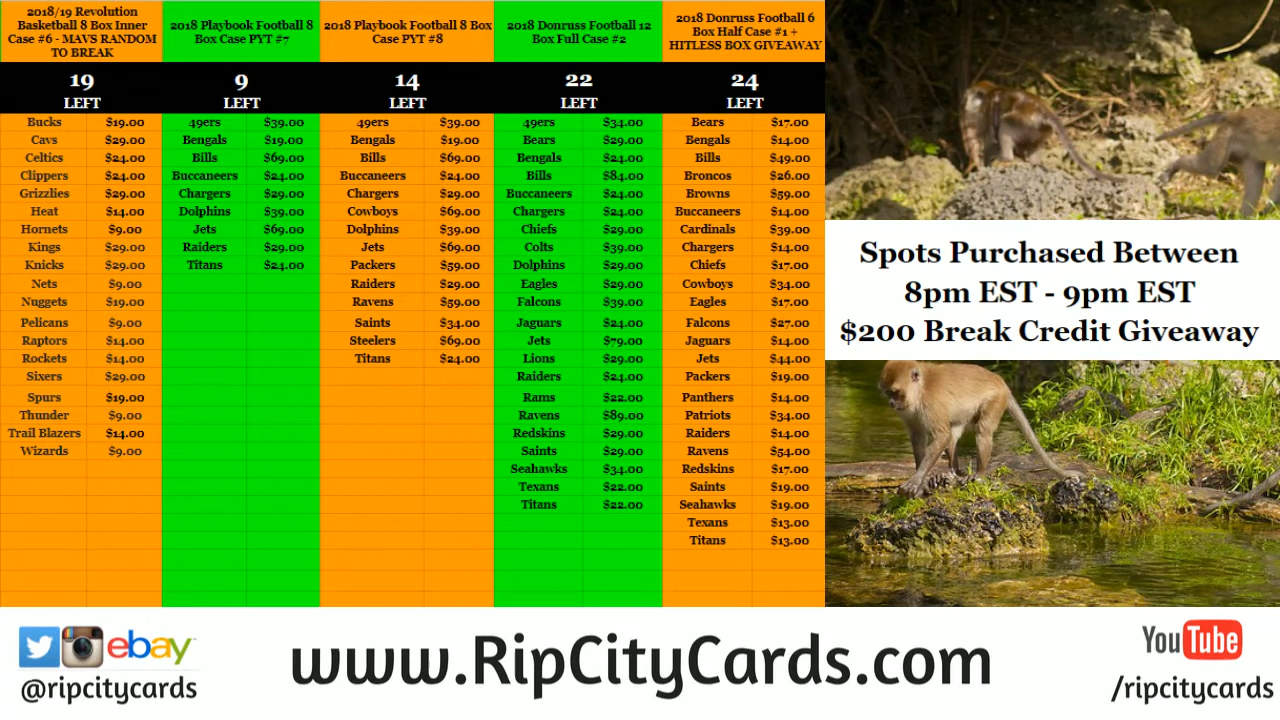 2018/19 Revolution
Basketball 8 Box Inner
Case #6 - MAVS RANDOM
TO BREAK
19
LEFT
Bucks $19.00
Cavs $29.00
Celtics $24.00
Clippers $24.00
Grizzlies $29.00
Heat $14.00
Hornets $9.00
Kings $29.00
Knicks $29.00
Nets $9.00
Nuggets $19.00
Pelicans $9.00
Raptors $14.00
Rockets $14.00
Sixers $29.00
Spurs $19.00
Thunder $9.00
Trail Blazers $14.00
Wizards $9.00
2018 Playbook Football 8
Box Case PYT #7
9
LEFT
49ers $39.00
Bengals $19.00
Bills $69.00
Buccaneers $24.00
Chargers $29.00
Dolphins $39.00
Jets $69.00
Raiders $29.00
Titans $24.00
2018 Playbook Football 8 Box
Case PYT #8
14
LEFT
49ers $39.00
Bengals $19.00
Bills $69.00
Buccaneers $24.00
Chargers $29.00
Cowboys $69.00
Dolphins $39.00
Jets $69.00
Packers $59.00
Raiders $29.00
Ravens $59.00
Saints $34.00
Steelers $69.00
Titans $24.00
2018 Donruss Football 12
Box Full Case #2
22
LEFT
49ers $34.00
Bears $29.00
Bengals $24.00
Bills $84.00
Buccaneers $24.00
Chargers $24.00
Chiefs $29.00
Colts $39.00
Dolphins $29.00
Eagles $29.00
Falcons $39.00
Jaguars $24.00
Jets $79.00
Lions $29.00
Raiders $24.00
Rams $22.00
Ravens $89.00
Redskins $29.00
Saints $29.00
Seahawks $34.00
Texans $22.00
Titans $22.00
2018 Donruss Football 6
Box Half Case #1 +
HITLESS BOX GIVEAWAY
24
LEFT
Bears $17.00
Bengals $14.00
Bills $49.00
Broncos $26.00
Browns $59.00
Buccaneers $14.00
Cardinals $39.00
Chargers $14.00
Chiefs $17.00
Cowboys $34.00
Eagles $17.00
Falcons $27.00
Jaguars $14.00
Jets $44.00
Packers $19.00
Panthers $14.00
Patriots $34.00
Raiders $14.00
Ravens $54.00
Redskins $17.00
Saints $19.00
Seahawks $19.00
Texans $13.00
Titans $13.00
Spots Purchased Between
8pm EST - 9pm EST
$200 Break Credit Giveaway
ebay
@ripcitycards
www.RipCityCards.com
YouTube
/ripcitycards